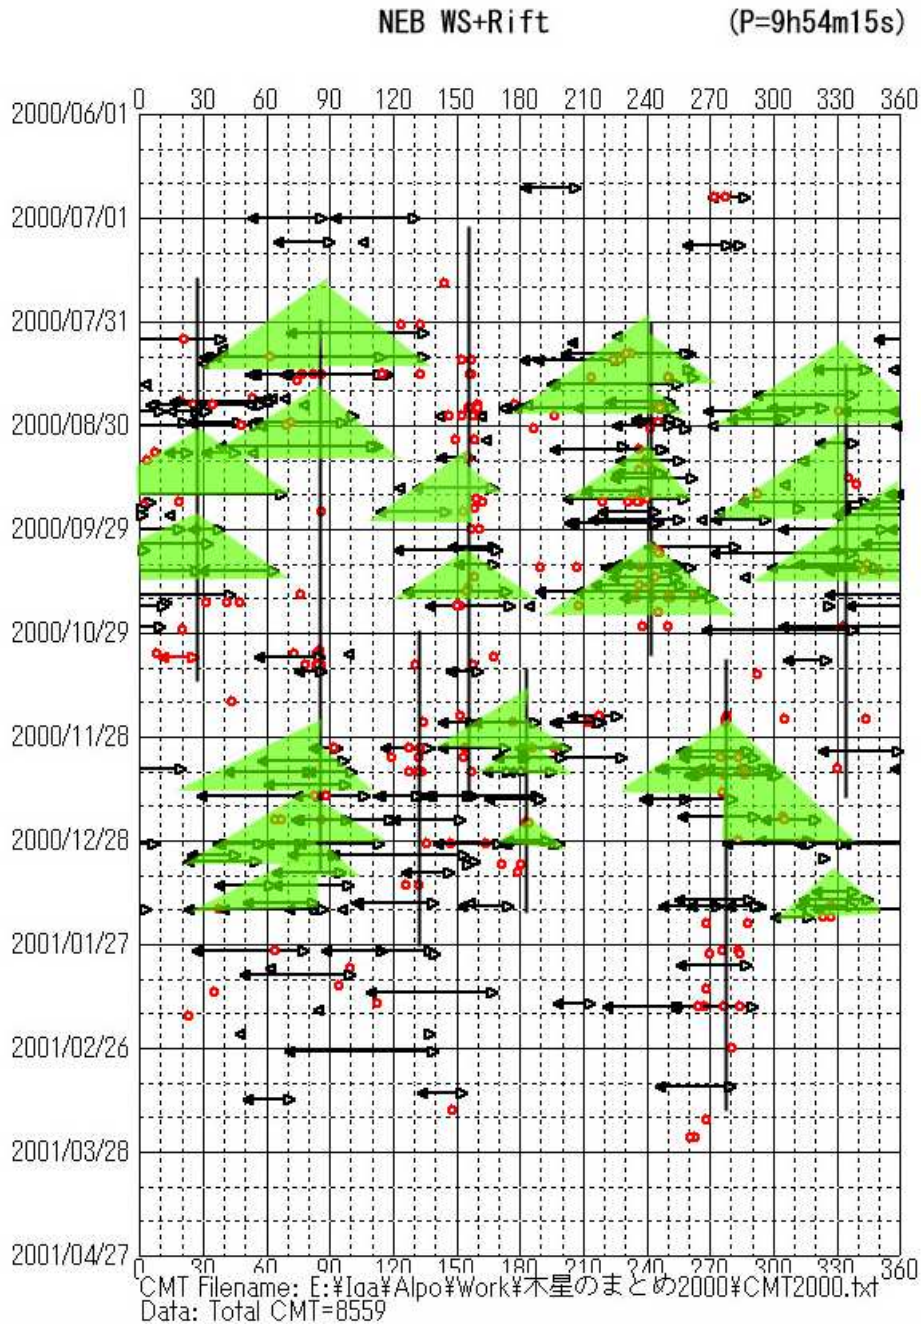 NEB WS+Rift (P=9h54m15s)
0 30 60 90 120 150 180 210 240 270 300 330 360
2000/06/01
2000/07/01
2000/07/31
2000/08/30
2000/09/29
2000/10/29
2000/11/28
2000/12/28
2001/01/27
2001/02/26
2001/03/28
2001/04/27
0 30 60 90 120 150 180 210 240 270 300 330 360
CMT Filename: E:¥Iga¥Alpo¥Work¥木星のまとめ2000¥CMT2000.txt
Data: Total CMT=8559